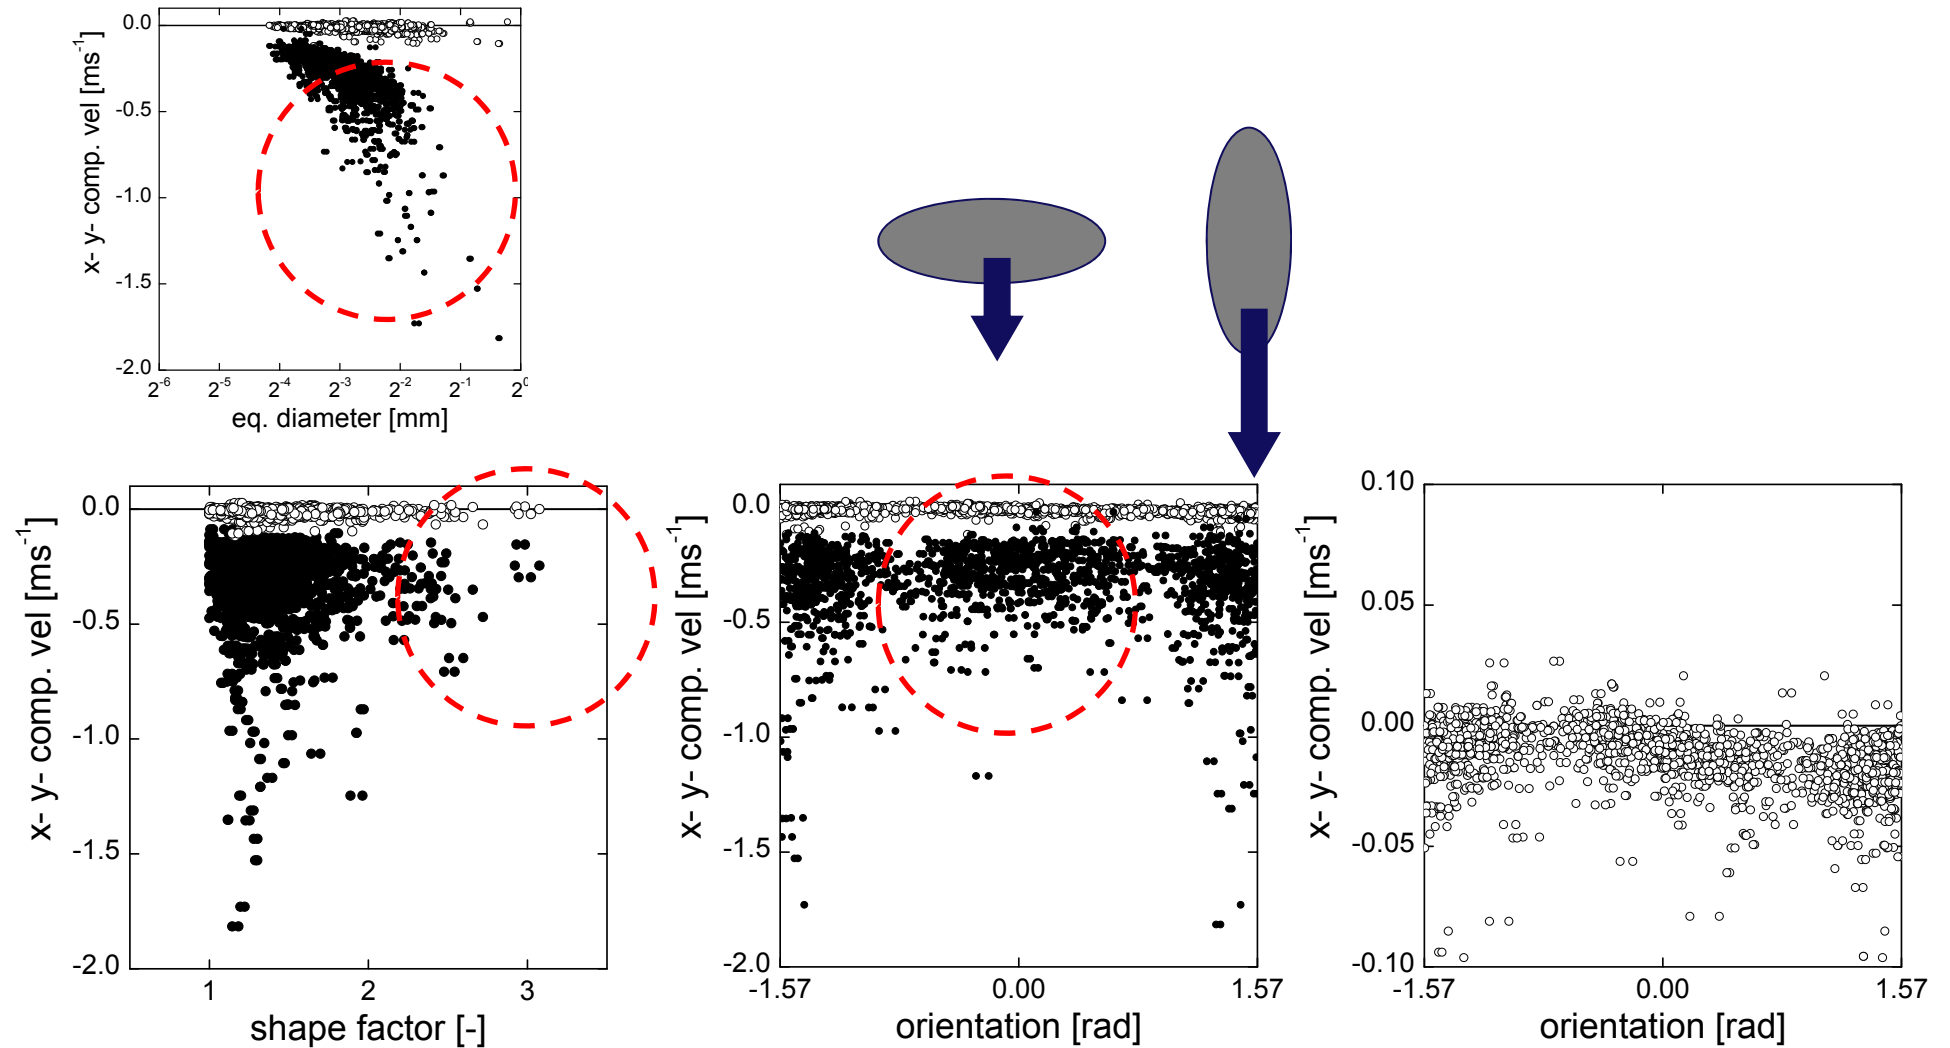 0.0
-0.5
-1.0
-1.5
-2.0
x- y- comp. vel [ms-1]
2-6 2-5 2-4 2-3 2-2 2-1 20
eq. diameter [mm]
0.0
-0.5
-1.0
-1.5
-2.0
x- y- comp. vel [ms-1]
1 2 3
shape factor [-]
0.0
-0.5
-1.0
-1.5
-2.0
x- y- comp. vel [ms-1]
-1.57 0.00 1.57
orientation [rad]
0.10
0.05
0.00
-0.05
-0.10
x- y- comp. vel [ms-1]
-1.57 0.00 1.57
orientation [rad]